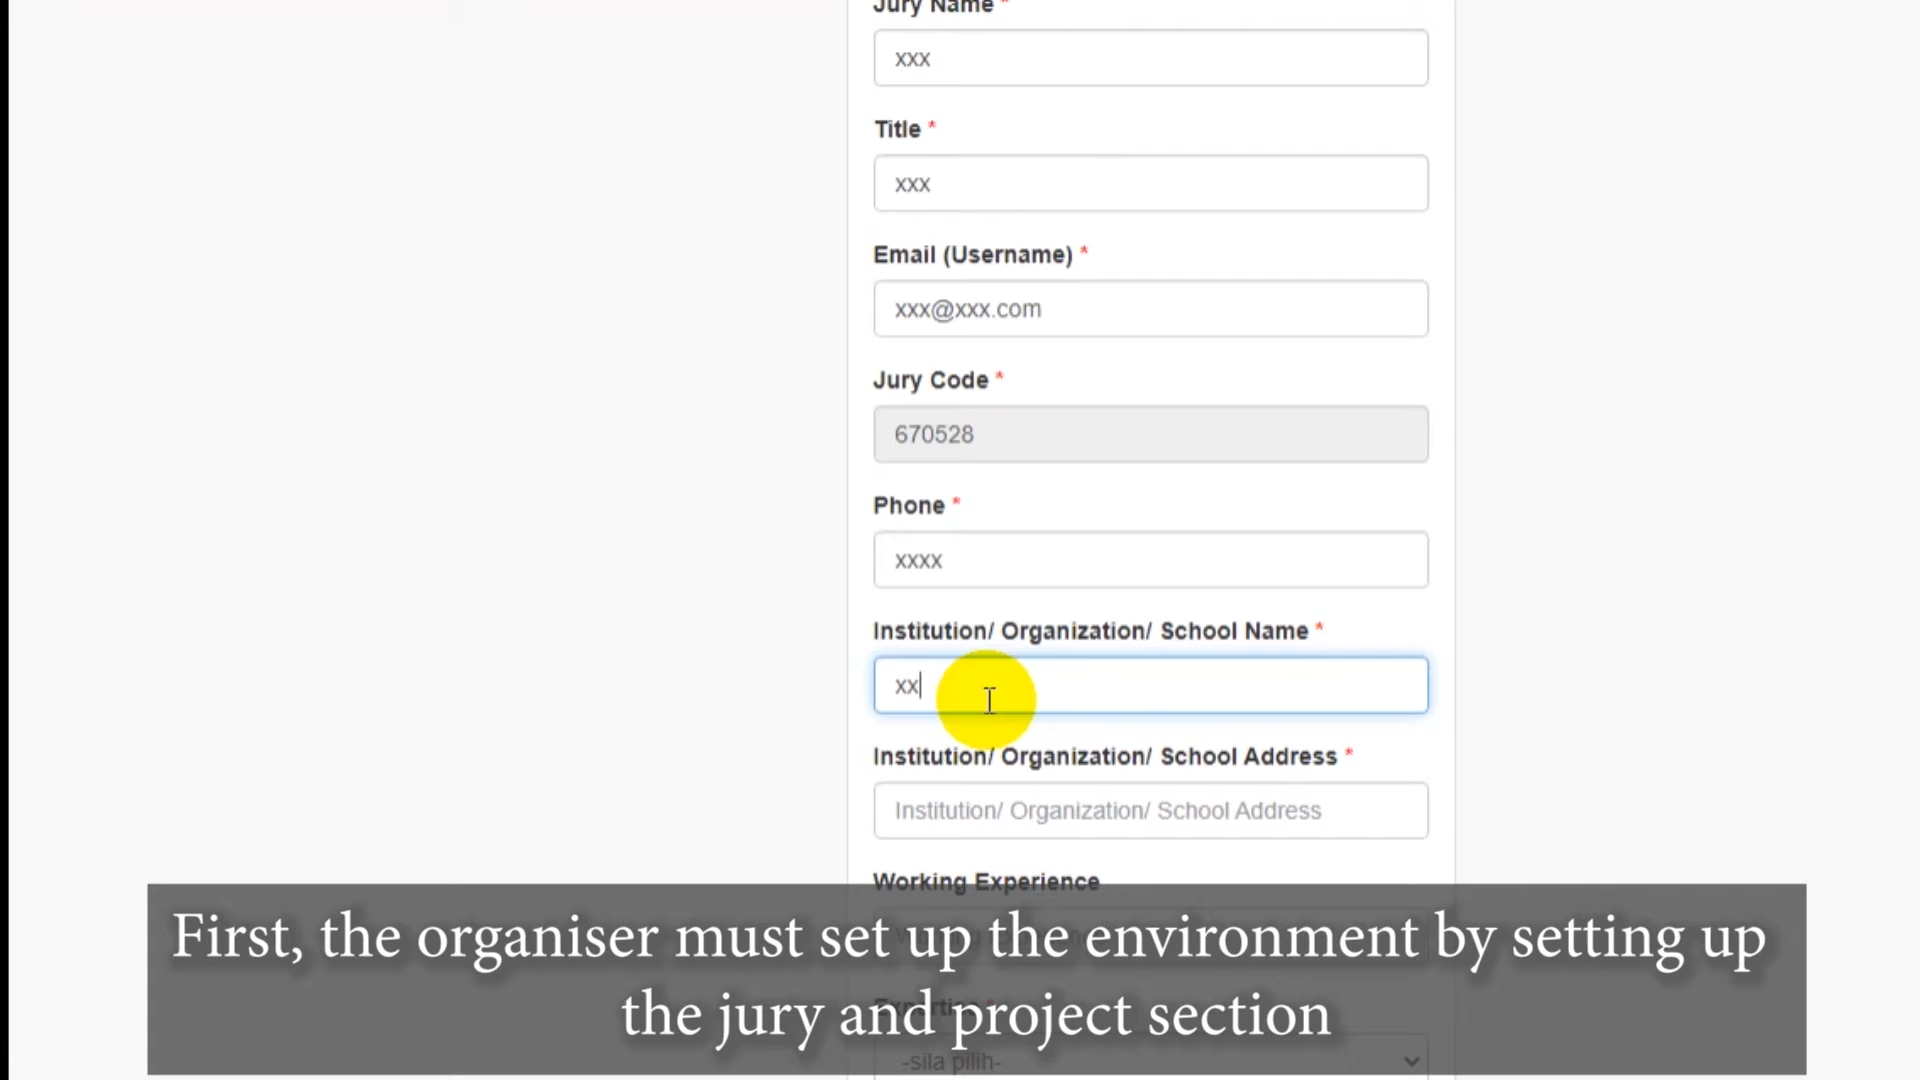 Jury Name *
xxx
Title *
xxx
Email (Username) *
xxx@xxx.com
Jury Code *
670528
Phone *
xxxx
Institution/ Organization/ School Name *
xx
Institution/ Organization/ School Address *
Institution/ Organization/ School Address
Working Experience
First, the organiser must set up the environment by setting up
the jury and project section
Expertise *
-sila pilih-